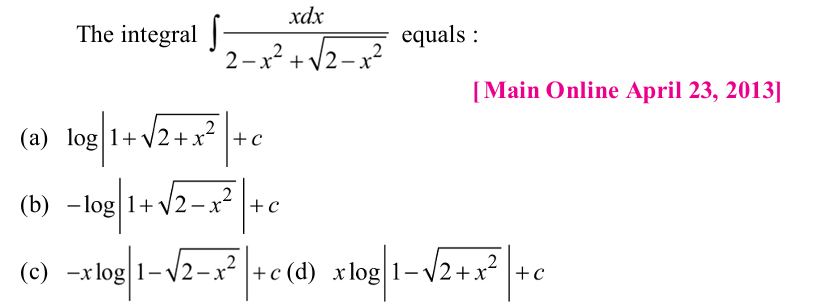 The integral ∫ xdx / (2 – x² + √(2 – x²)) equals :
[Main Online April 23, 2013]
(a) log|1 + √(2 + x²)| + c
(b) – log|1 + √(2 – x²)| + c
(c) –x log|1 – √(2 – x²)| + c (d) x log|1 – √(2 + x²)| + c